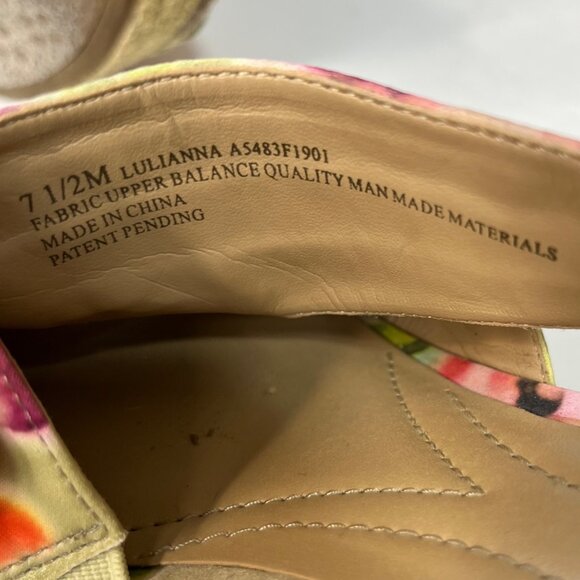 7 1/2M LULIANNA A5483F1901
FABRIC UPPER BALANCE QUALITY MAN MADE MATERIALS
MADE IN CHINA
PATENT PENDING